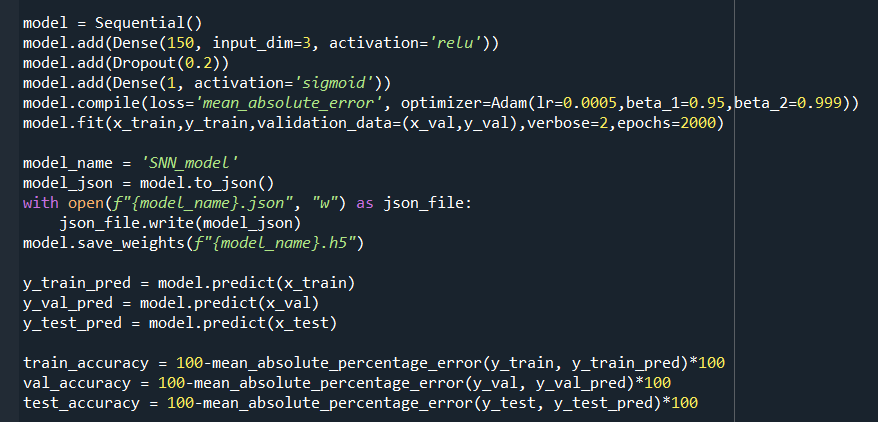 model = Sequential()
model.add(Dense(150, input_dim=3, activation='relu'))
model.add(Dropout(0.2))
model.add(Dense(1, activation='sigmoid'))
model.compile(loss='mean_absolute_error', optimizer=Adam(lr=0.0005,beta_1=0.95,beta_2=0.999))
model.fit(x_train,y_train,validation_data=(x_val,y_val),verbose=2,epochs=2000)

model_name = 'SNN_model'
model_json = model.to_json()
with open(f"{model_name}.json", "w") as json_file:
    json_file.write(model_json)
model.save_weights(f"{model_name}.h5")

y_train_pred = model.predict(x_train)
y_val_pred = model.predict(x_val)
y_test_pred = model.predict(x_test)

train_accuracy = 100-mean_absolute_percentage_error(y_train, y_train_pred)*100
val_accuracy = 100-mean_absolute_percentage_error(y_val, y_val_pred)*100
test_accuracy = 100-mean_absolute_percentage_error(y_test, y_test_pred)*100